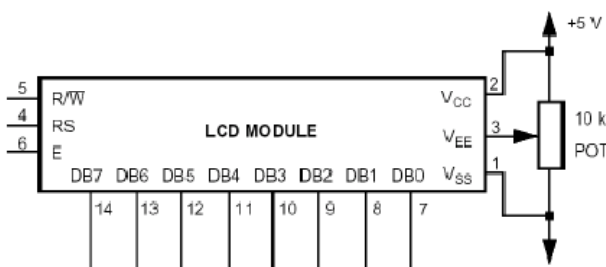 +5 V
5 R/W̅ VCC 2
4 RS LCD MODULE VEE 3 10 k
6 E̅ POT
DB7 DB6 DB5 DB4 DB3 DB2 DB1 DB0 VSS 1
14 13 12 11 10 9 8 7